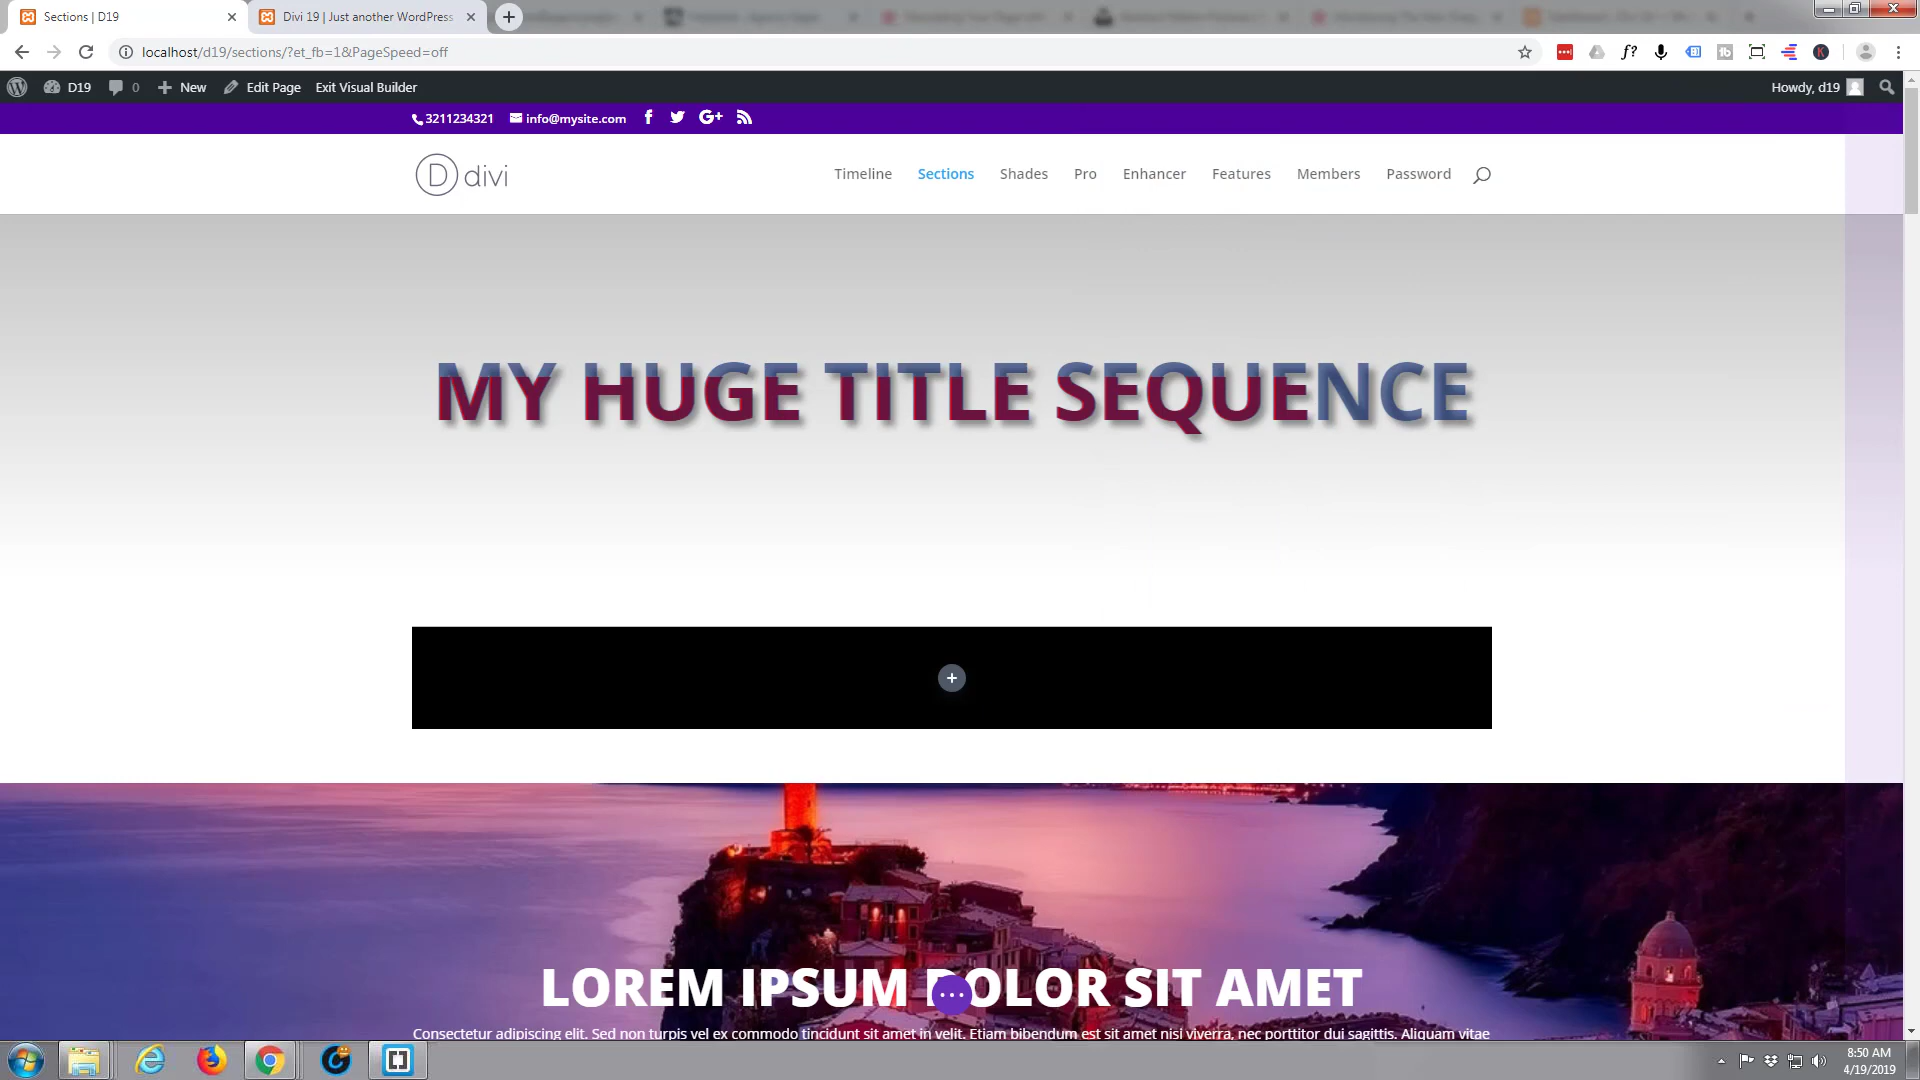 Sections | D19
Divi 19 | Just another WordPress
localhost/d19/sections/?et_fb=1&PageSpeed=off
f?
fb
K
D19
0
New
Edit Page
Exit Visual Builder
Howdy, d19
3211234321
info@mysite.com
G+
D divi
Timeline
Sections
Shades
Pro
Enhancer
Features
Members
Password
MY HUGE TITLE SEQUENCE
LOREM IPSUM DOLOR SIT AMET
Consectetur adipiscing elit. Sed non turpis vel ex commodo tincidunt sit amet in velit. Etiam bibendum est sit amet nisi viverra, nec porttitor dui sagittis. Aliquam vitae
8:50 AM
4/19/2019